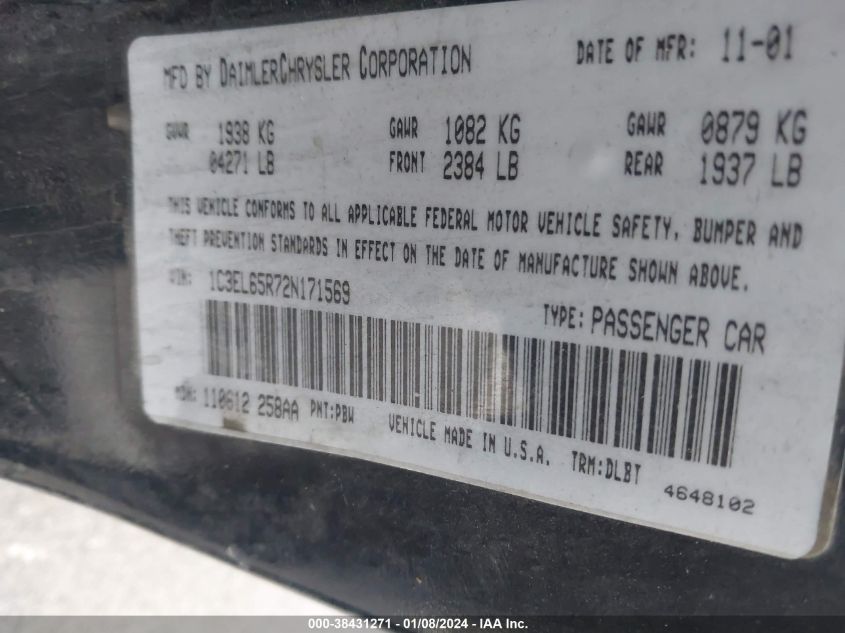 MFD BY DAIMLERCHRYSLER CORPORATION DATE OF MFR: 11-01
GVWR 1938 KG GAWR 1082 KG GAWR 0879 KG
04271 LB FRONT 2384 LB REAR 1937 LB
THIS VEHICLE CONFORMS TO ALL APPLICABLE FEDERAL MOTOR VEHICLE SAFETY, BUMPER AND
THEFT PREVENTION STANDARDS IN EFFECT ON THE DATE OF MANUFACTURE SHOWN ABOVE.
VIN: 1C3EL65R72N171569 TYPE: PASSENGER CAR
MDH: 110612 258AA PNT:PBW VEHICLE MADE IN U.S.A. TRM:DLBT
4648102
000-38431271 - 01/08/2024 - IAA Inc.